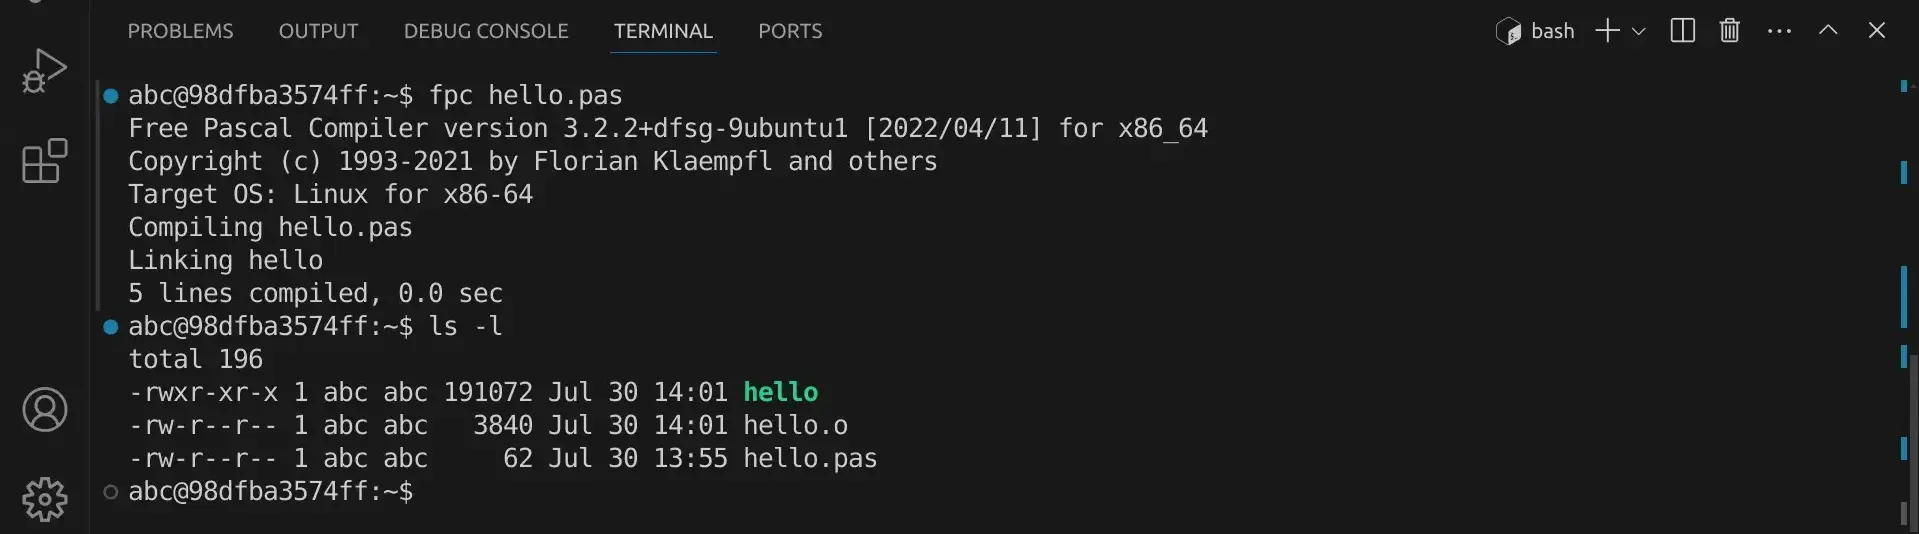 PROBLEMS OUTPUT DEBUG CONSOLE TERMINAL PORTS bash
abc@98dfba3574ff:~$ fpc hello.pas
Free Pascal Compiler version 3.2.2+dfsg-9ubuntu1 [2022/04/11] for x86_64
Copyright (c) 1993-2021 by Florian Klaempfl and others
Target OS: Linux for x86-64
Compiling hello.pas
Linking hello
5 lines compiled, 0.0 sec
abc@98dfba3574ff:~$ ls -l
total 196
-rwxr-xr-x 1 abc abc 191072 Jul 30 14:01 hello
-rw-r--r-- 1 abc abc   3840 Jul 30 14:01 hello.o
-rw-r--r-- 1 abc abc     62 Jul 30 13:55 hello.pas
abc@98dfba3574ff:~$